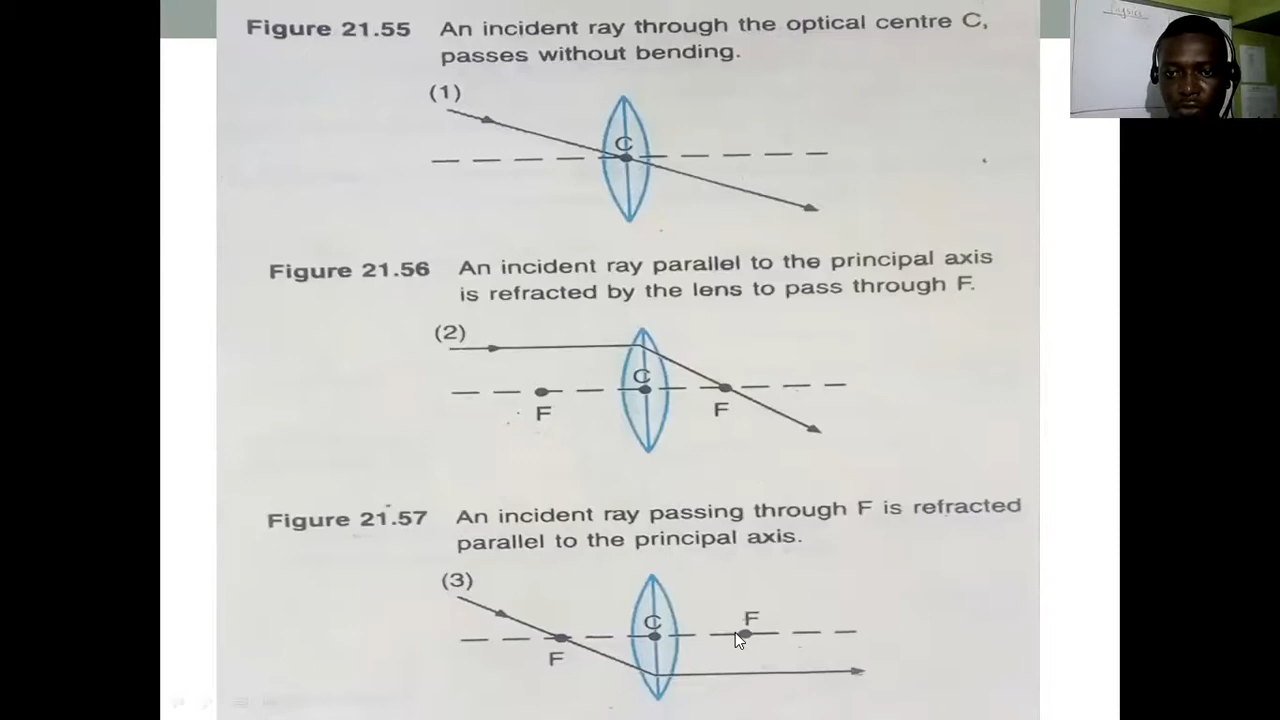 Physics
Figure 21.55 An incident ray through the optical centre C,
passes without bending.
(1)
C
Figure 21.56 An incident ray parallel to the principal axis
is refracted by the lens to pass through F.
(2)
C
F F
Figure 21.57 An incident ray passing through F is refracted
parallel to the principal axis.
(3)
C F
F